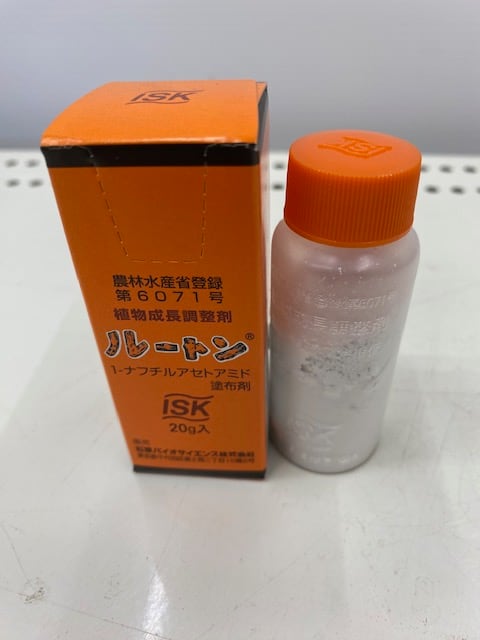 ISK
農林水産省登録
第6071号
植物成長調整剤
ルートン®
1-ナフチルアセトアミド
塗布剤
ISK
20g入
石原バイオサイエンス株式会社
ISK